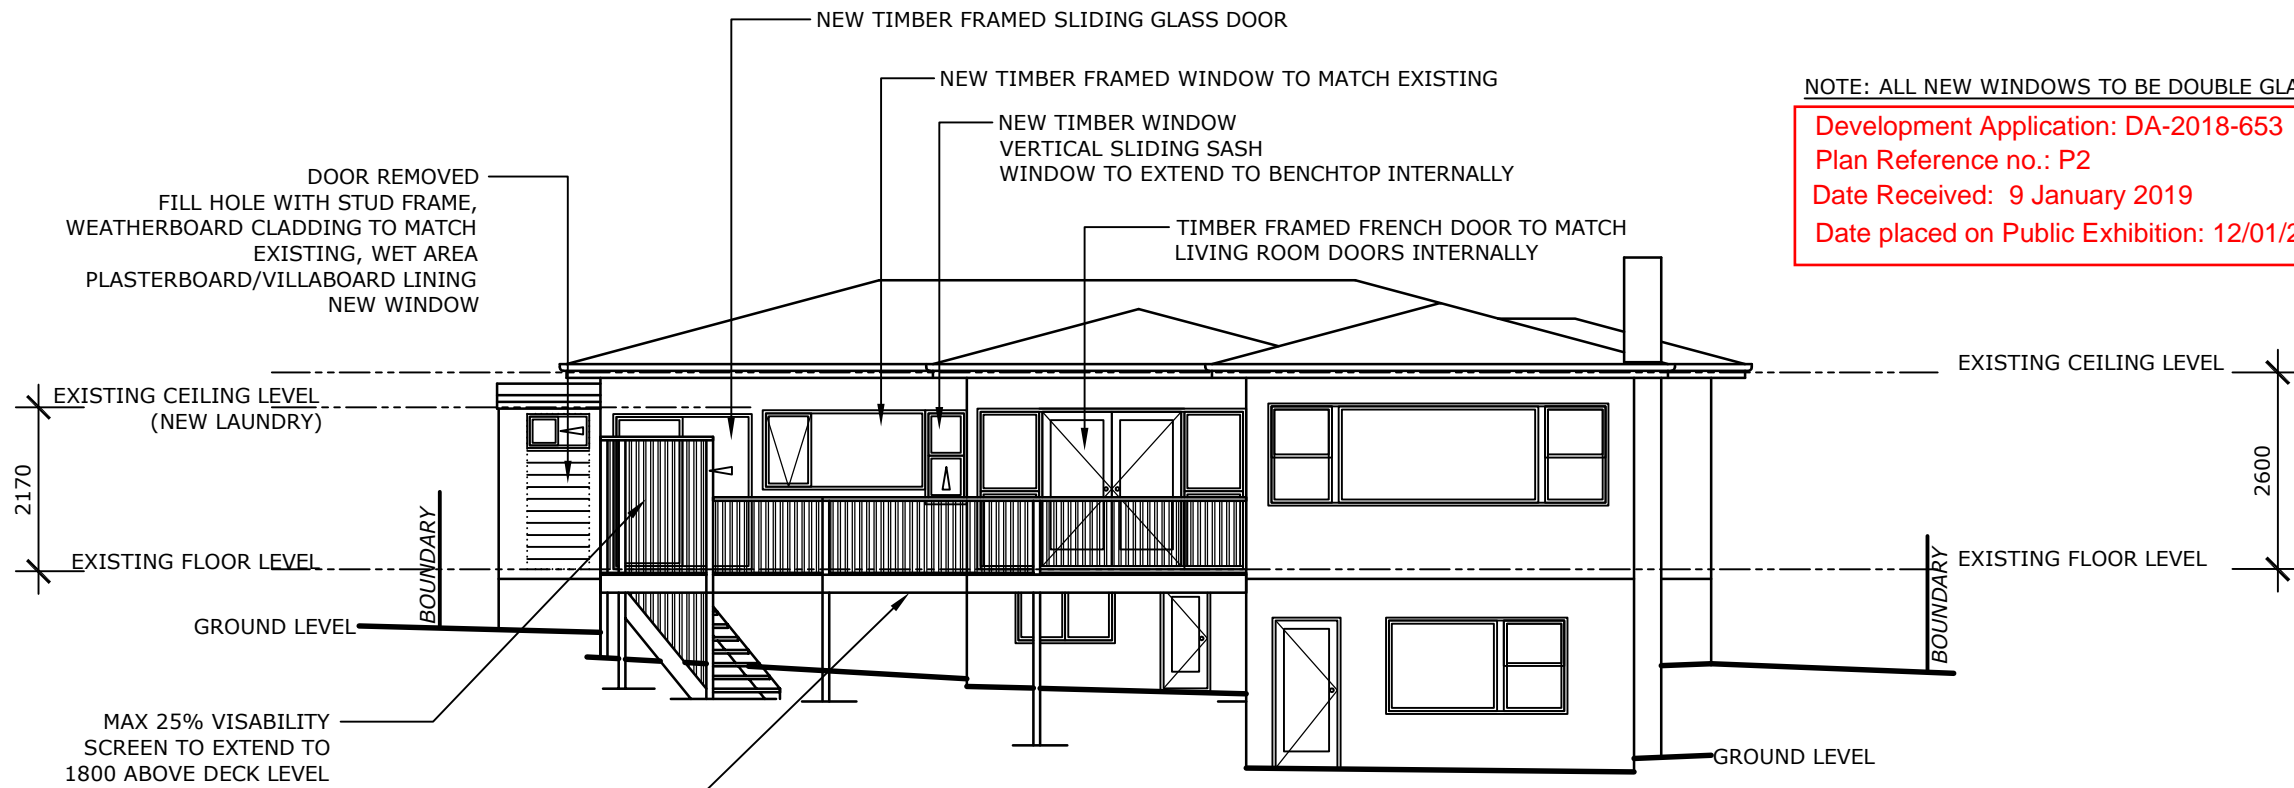 NEW TIMBER FRAMED SLIDING GLASS DOOR
NEW TIMBER FRAMED WINDOW TO MATCH EXISTING
NOTE: ALL NEW WINDOWS TO BE DOUBLE GLA
NEW TIMBER WINDOW
VERTICAL SLIDING SASH
WINDOW TO EXTEND TO BENCHTOP INTERNALLY
Development Application: DA-2018-653
Plan Reference no.: P2
Date Received: 9 January 2019
Date placed on Public Exhibition: 12/01/2
DOOR REMOVED
FILL HOLE WITH STUD FRAME,
WEATHERBOARD CLADDING TO MATCH
EXISTING, WET AREA
PLASTERBOARD/VILLABOARD LINING
NEW WINDOW
TIMBER FRAMED FRENCH DOOR TO MATCH
LIVING ROOM DOORS INTERNALLY
EXISTING CEILING LEVEL
(NEW LAUNDRY)
EXISTING CEILING LEVEL
2170
2600
BOUNDARY
BOUNDARY
EXISTING FLOOR LEVEL
EXISTING FLOOR LEVEL
GROUND LEVEL
MAX 25% VISABILITY
SCREEN TO EXTEND TO
1800 ABOVE DECK LEVEL
GROUND LEVEL